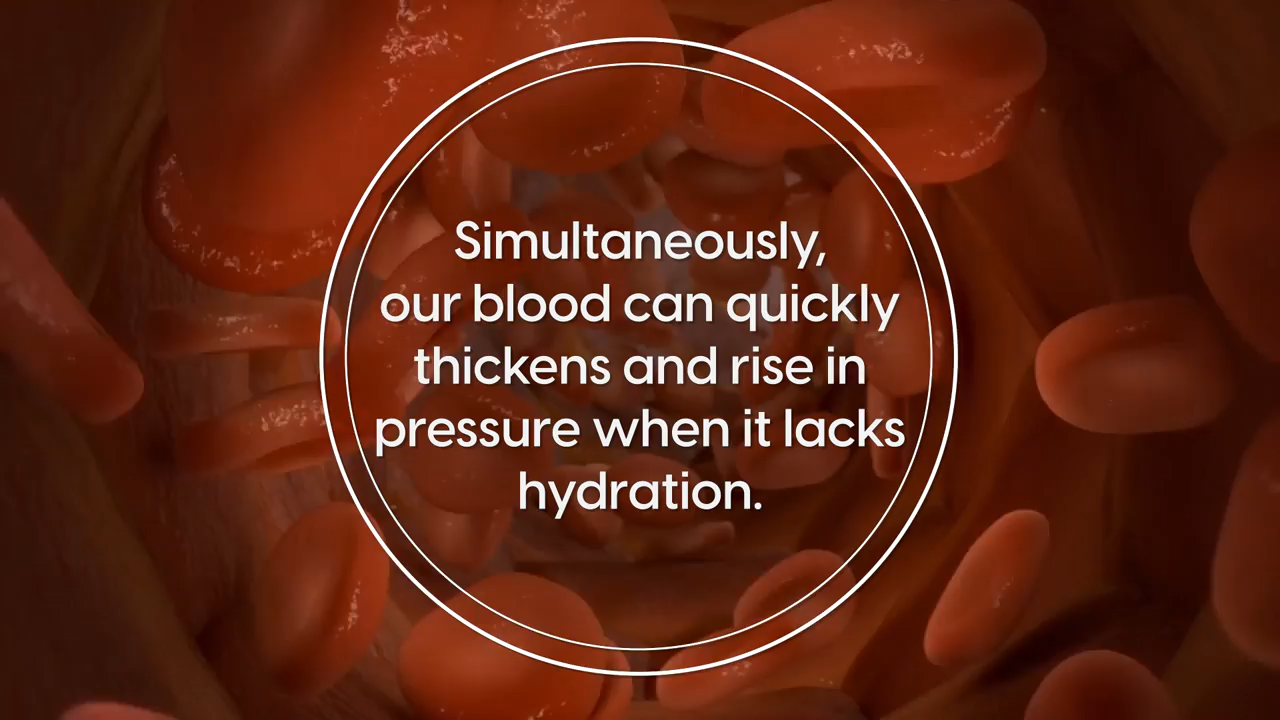 Simultaneously,
our blood can quickly
thickens and rise in
pressure when it lacks
hydration.